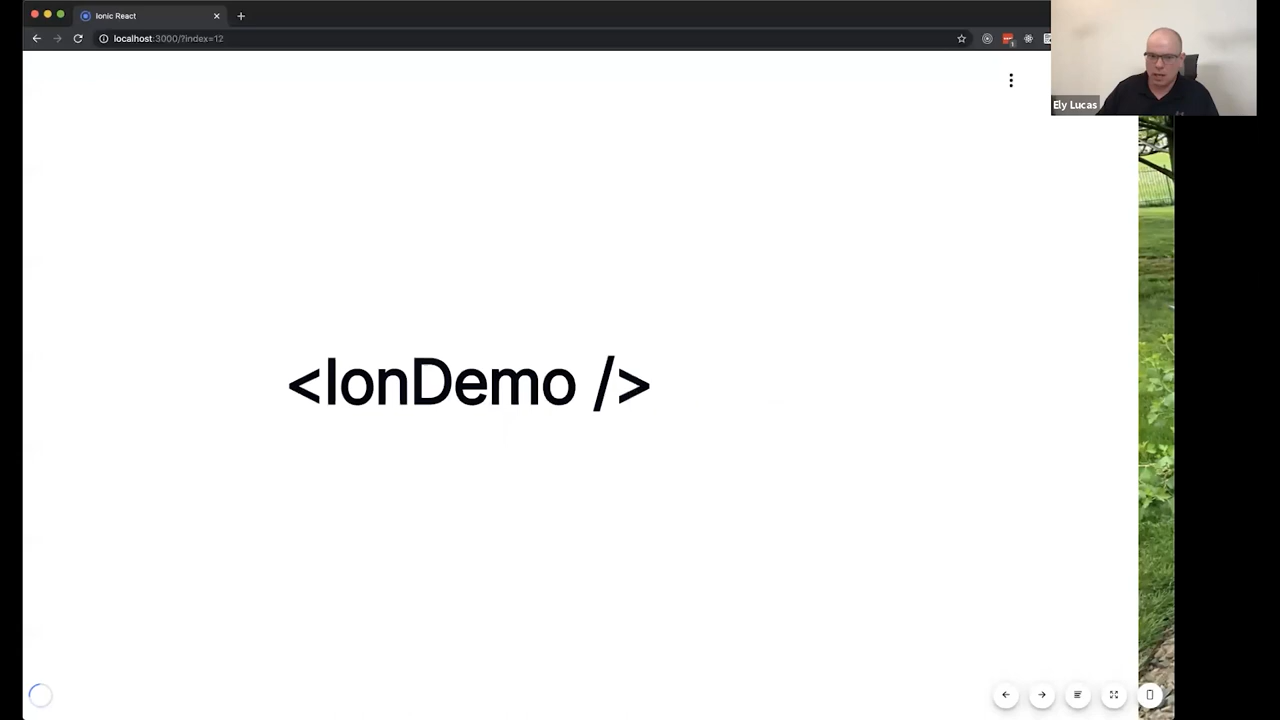 Ionic React
localhost:3000/?index=12
Ely Lucas
<IonDemo />